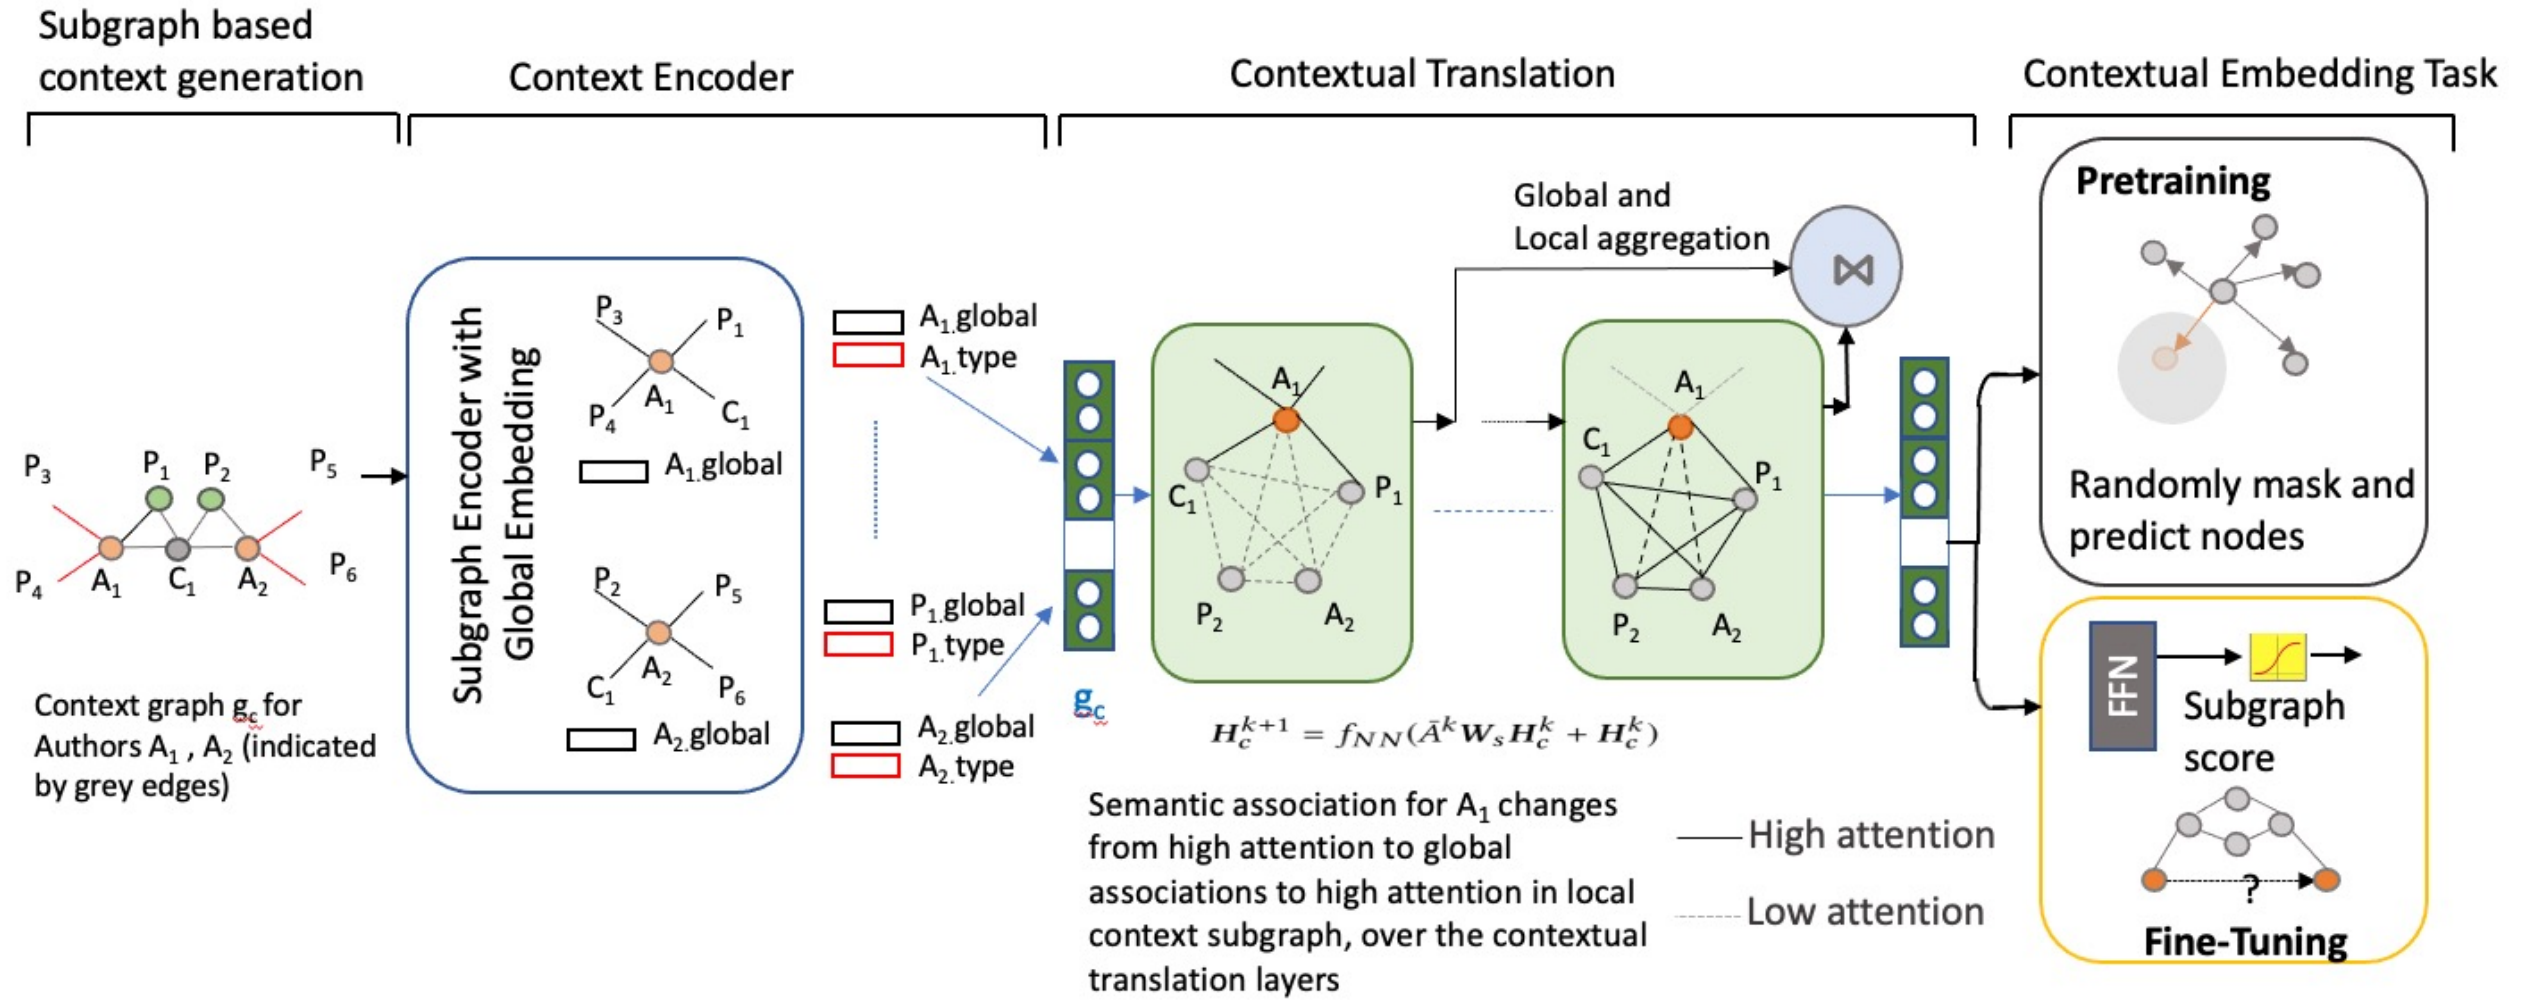 Subgraph based
context generation
Context Encoder
Contextual Translation
Contextual Embedding Task
P3
P1
P2
P5
P4
A1
C1
A2
P6
Context graph gc for
Authors A1 , A2 (indicated
by grey edges)
Subgraph Encoder with
Global Embedding
P3
P1
P4
A1
C1
A1.global
P2
P5
C1
A2
P6
A2.global
A1.global
A1.type
P1.global
P1.type
A2.global
A2.type
gc
Global and
Local aggregation
⋈
A1
C1
P1
P2
A2
A1
C1
P1
P2
A2
H_c^{k+1} = f_{NN}(Ā^k W_s H_c^k + H_c^k)
Semantic association for A1 changes
from high attention to global
associations to high attention in local
context subgraph, over the contextual
translation layers
High attention
Low attention
Pretraining
Randomly mask and
predict nodes
FFN
Subgraph
score
?
Fine-Tuning